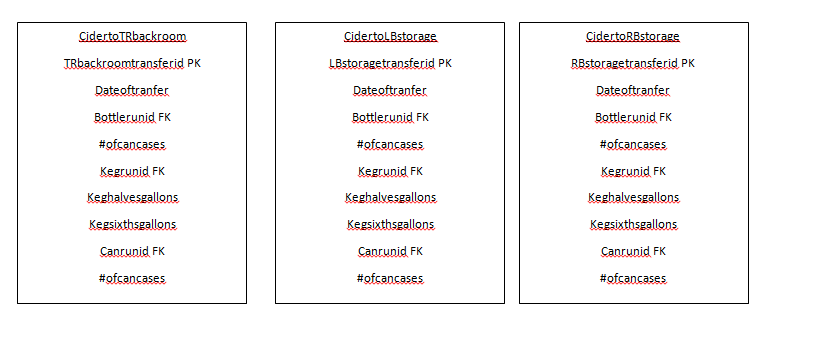 CidertoTRbackroom
TRbackroomtransferid PK
Dateoftranfer
Bottlerunid FK
#ofcancases
Kegrunid FK
Keghalvesgallons
Kegsixthsgallons
Canrunid FK
#ofcancases
CidertoLBstorage
LBstoragetransferid PK
Dateoftranfer
Bottlerunid FK
#ofcancases
Kegrunid FK
Keghalvesgallons
Kegsixthsgallons
Canrunid FK
#ofcancases
CidertoRBstorage
RBstoragetransferid PK
Dateoftranfer
Bottlerunid FK
#ofcancases
Kegrunid FK
Keghalvesgallons
Kegsixthsgallons
Canrunid FK
#ofcancases